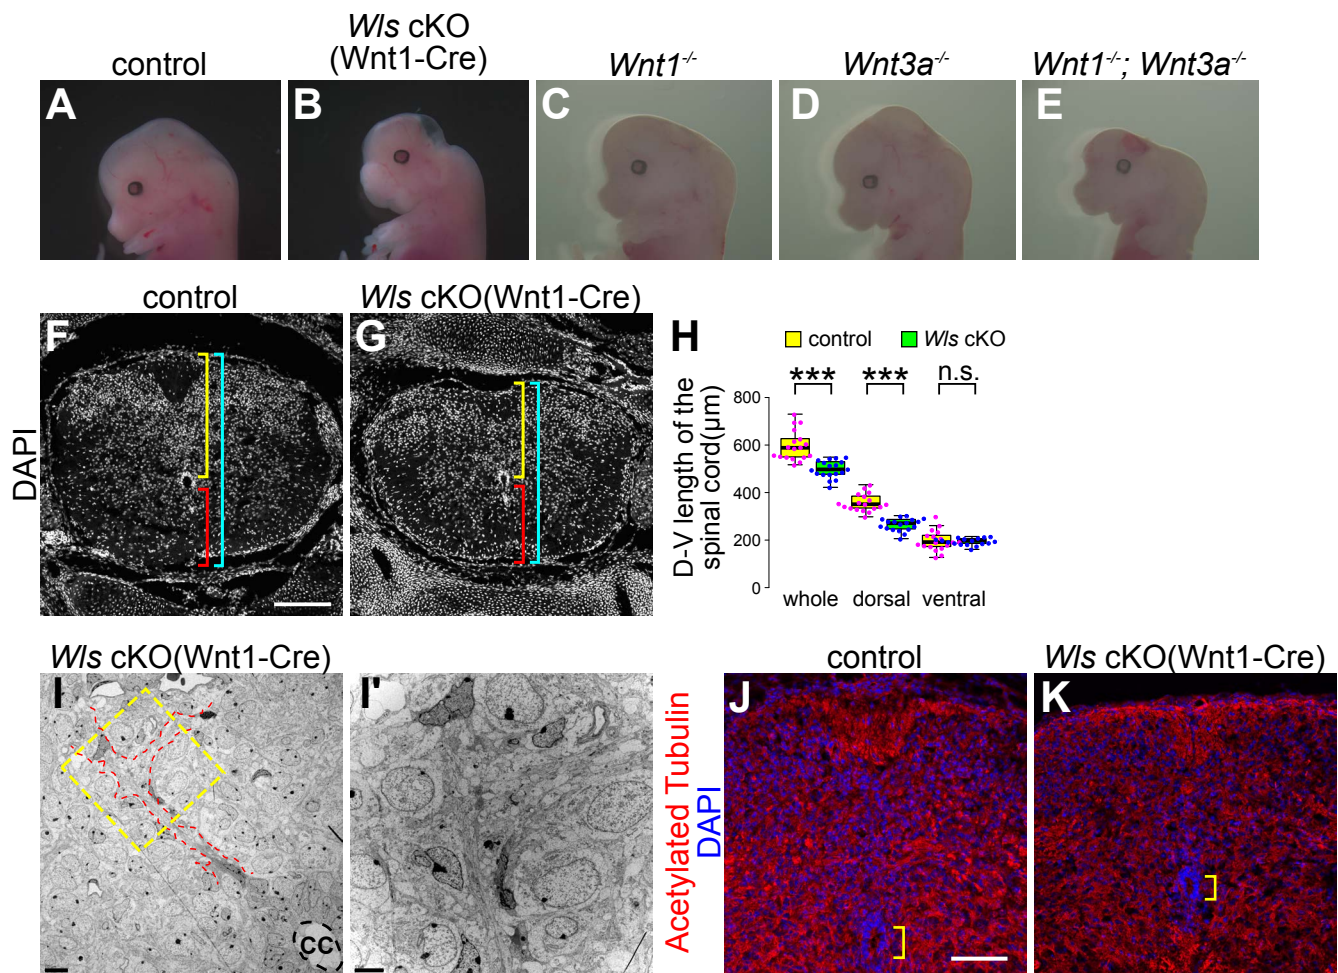 control
Wls cKO
(Wnt1-Cre)
Wnt1-/-
Wnt3a-/-
Wnt1-/-; Wnt3a-/-
A
B
C
D
E
control
Wls cKO(Wnt1-Cre)
DAPI
F
G
H
control
Wls cKO
***
***
n.s.
D-V length of the
spinal cord(μm)
800
600
400
200
0
whole
dorsal
ventral
Wls cKO(Wnt1-Cre)
I
CC
I'
control
Wls cKO(Wnt1-Cre)
Acetylated Tubulin
DAPI
J
K